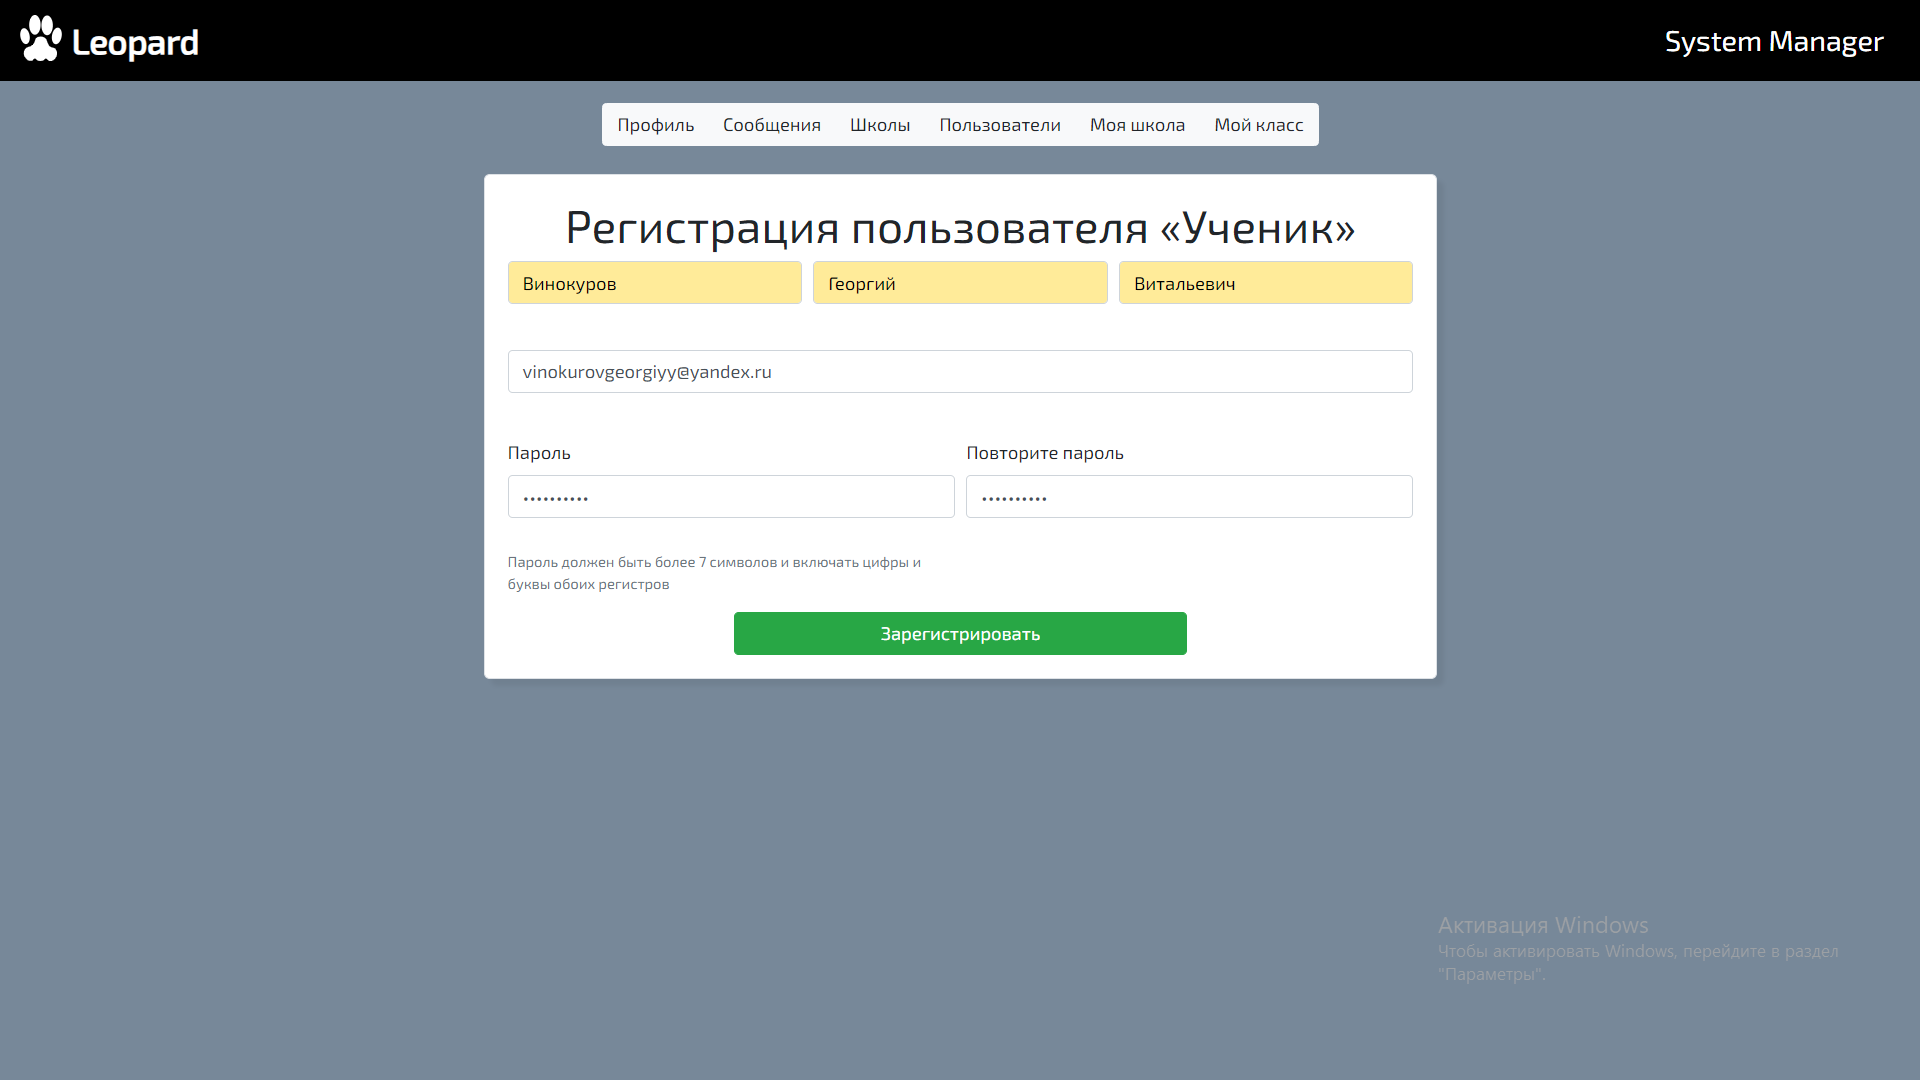 Leopard
System Manager
Профиль Сообщения Школы Пользователи Моя школа Мой класс
Регистрация пользователя «Ученик»
Винокуров Георгий Витальевич
vinokurovgeorgiyy@yandex.ru
Пароль Повторите пароль
•••••••••• ••••••••••
Пароль должен быть более 7 символов и включать цифры и
буквы обоих регистров
Зарегистрировать
Активация Windows
Чтобы активировать Windows, перейдите в раздел
"Параметры".